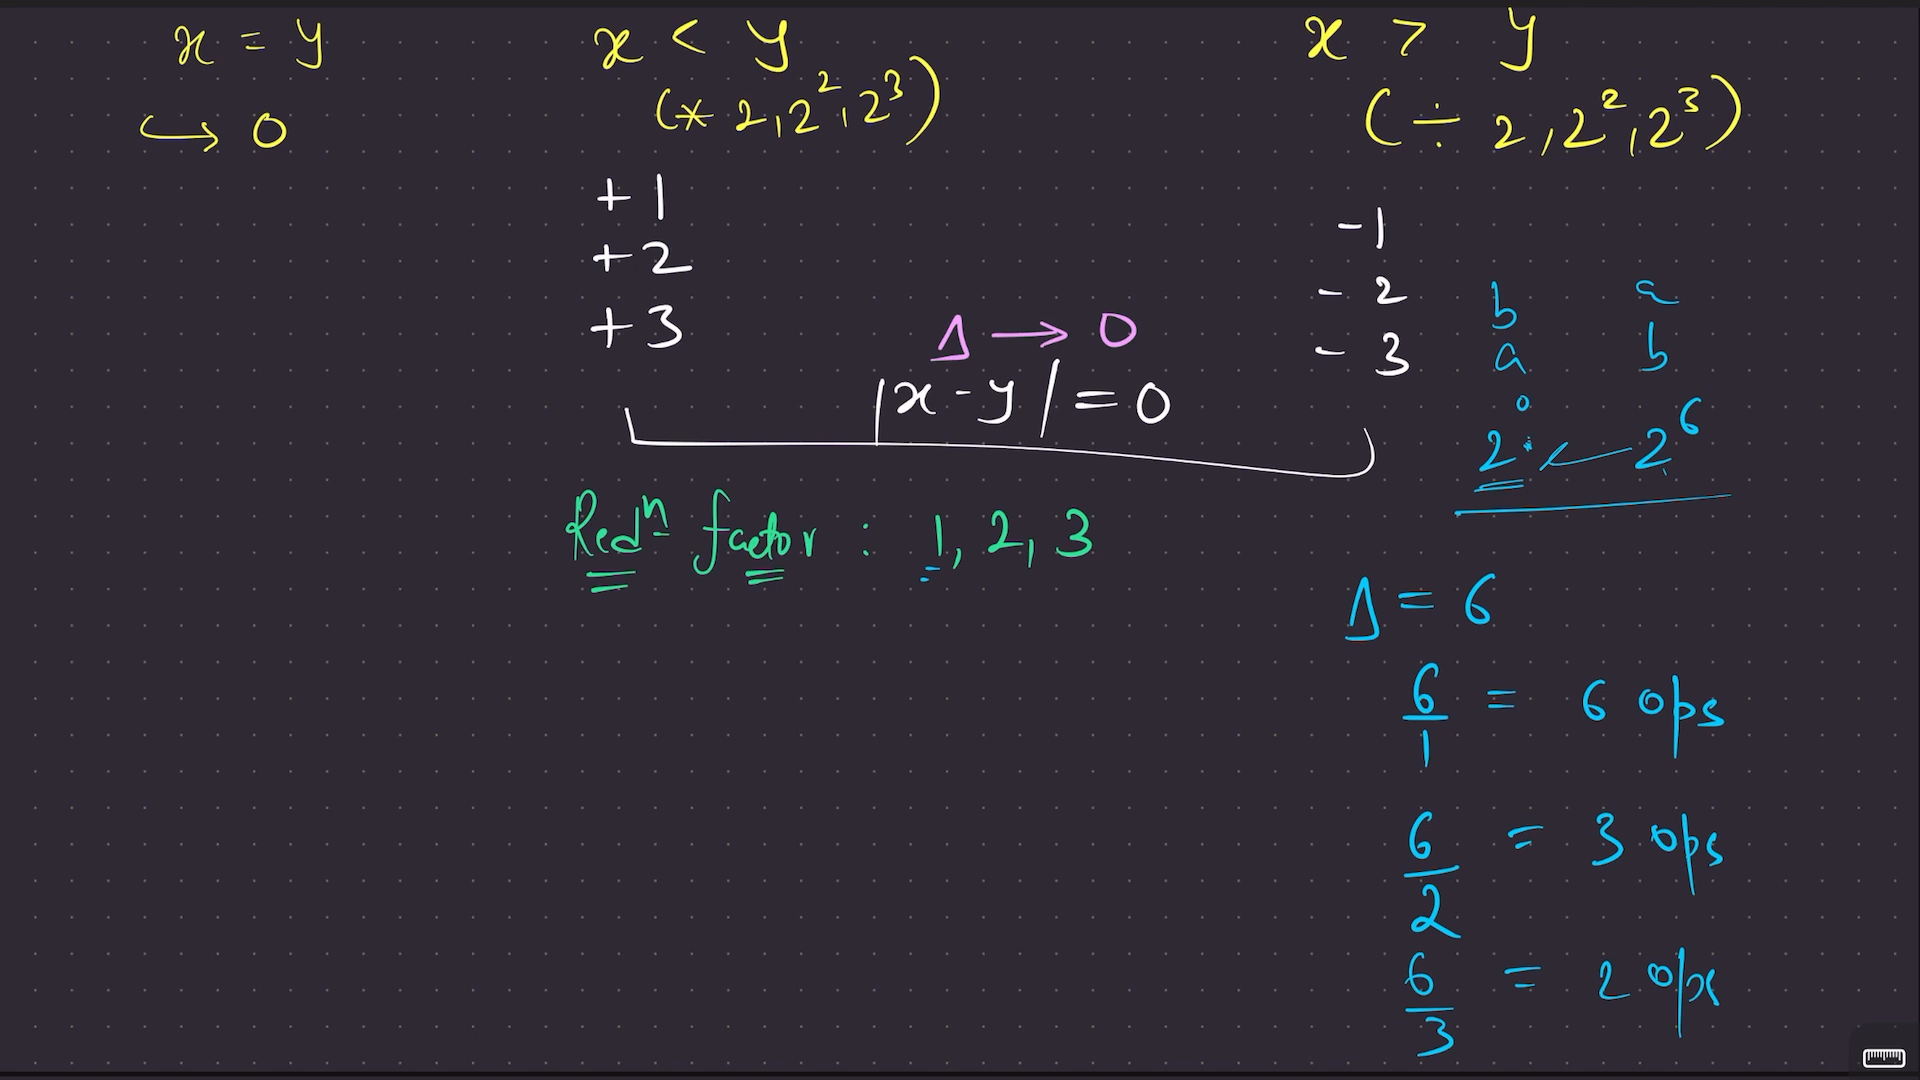 x = y
↪ 0
x < y
(* 2, 2², 2³)
+ 1
+ 2
+ 3
Δ → 0
|x - y| = 0
Redⁿ factor : 1, 2, 3
x > y
(÷ 2, 2², 2³)
- 1
- 2
- 3
b a
a b
2⁰ ← 2⁶
Δ = 6
6/1 = 6 ops
6/2 = 3 ops
6/3 = 2 ops